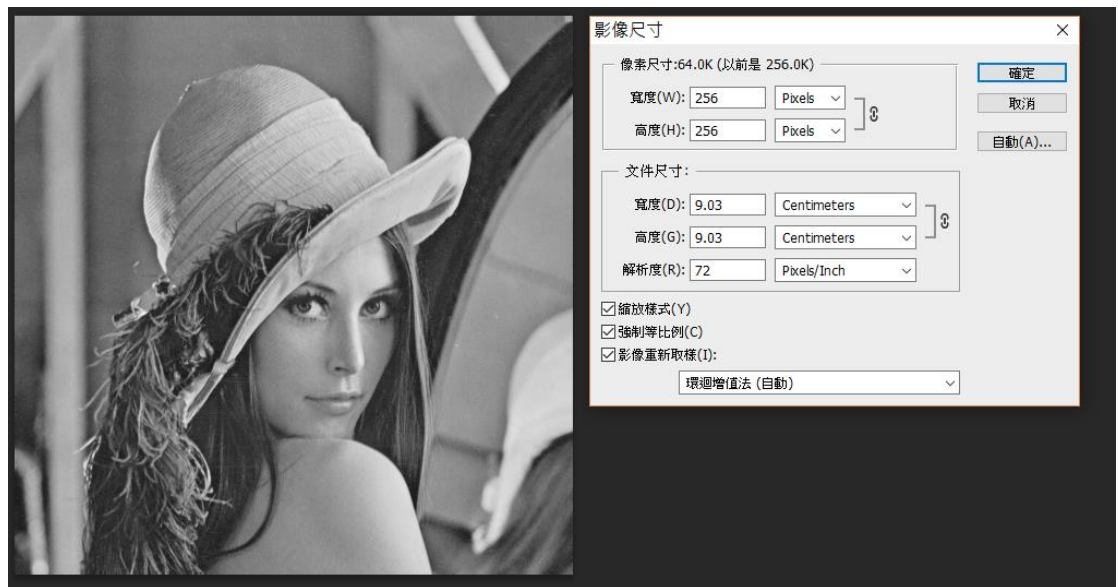 影像尺寸
像素尺寸:64.0K (以前是 256.0K)
寬度(W): 256 Pixels
高度(H): 256 Pixels
確定
取消
自動(A)...
文件尺寸:
寬度(D): 9.03 Centimeters
高度(G): 9.03 Centimeters
解析度(R): 72 Pixels/Inch
縮放樣式(Y)
強制等比例(C)
影像重新取樣(I):
環迴增值法 (自動)